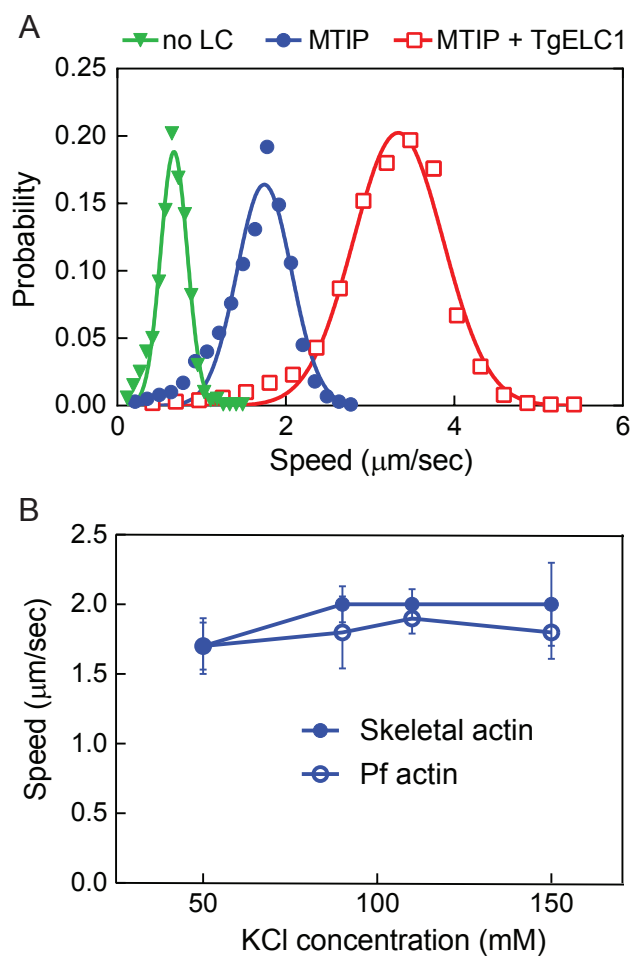 A
no LC MTIP MTIP + TgELC1
0.25
0.20
0.15
0.10
0.05
0.00
Probability
0 2 4 6
Speed (μm/sec)
B
2.5
2.0
1.5
1.0
0.5
0.0
Speed (μm/sec)
Skeletal actin
Pf actin
50 100 150
KCl concentration (mM)